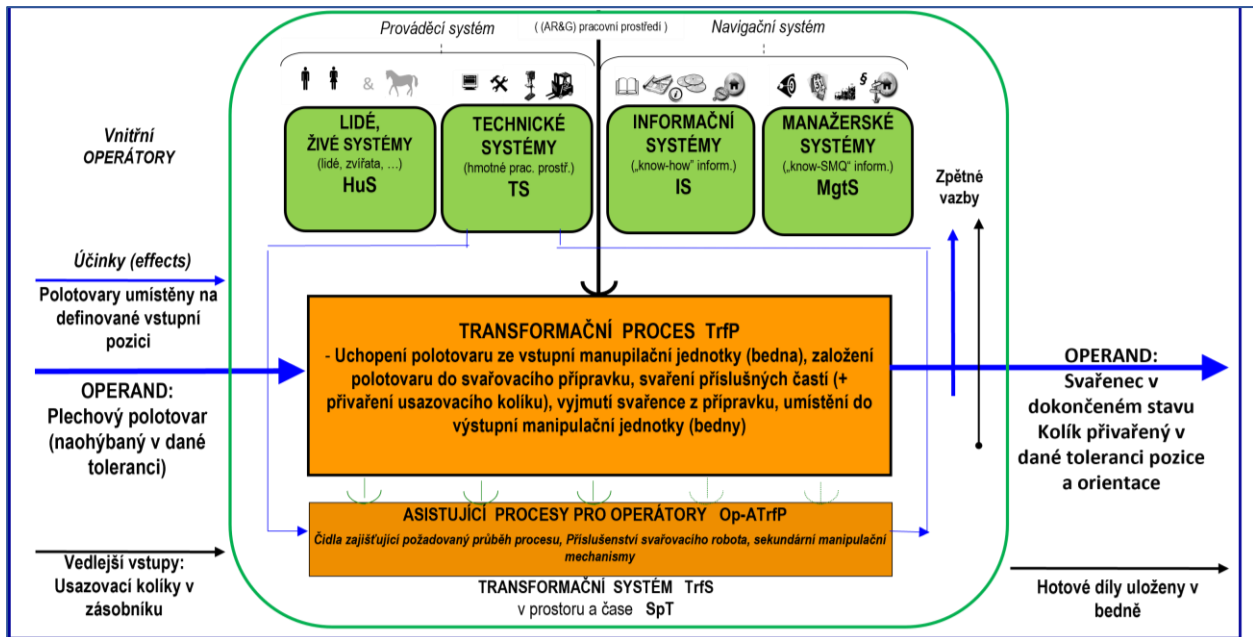 Prováděcí systém
( (AR&G) pracovní prostředí )
Navigační systém
&
§
Vnitřní
OPERÁTORY
LIDÉ,
ŽIVÉ SYSTÉMY
(lidé, zvířata, ...)
HuS
TECHNICKÉ
SYSTÉMY
(hmotné prac. prostř.)
TS
INFORMAČNÍ
SYSTÉMY
(„know-how" inform.)
IS
MANAŽERSKÉ
SYSTÉMY
(„know-SMQ" inform.)
MgtS
Zpětné
vazby
Účinky (effects)
Polotovary umístěny na
definované vstupní
pozici
OPERAND:
Plechový polotovar
(naohýbaný v dané
toleranci)
TRANSFORMAČNÍ PROCES TrfP
- Uchopení polotovaru ze vstupní manupilační jednotky (bedna), založení
polotovaru do svařovacího přípravku, svaření příslušných častí (+
přivaření usazovacího kolíku), vyjmutí svařence z přípravku, umístění do
výstupní manipulační jednotky (bedny)
OPERAND:
Svařenec v
dokončeném stavu
Kolík přivařený v
dané toleranci pozice
a orientace
ASISTUJÍCÍ PROCESY PRO OPERÁTORY Op-ATrfP
Čidla zajišťující požadovaný průběh procesu, Příslušenství svařovacího robota, sekundární manipulační
mechanismy
Vedlejší vstupy:
Usazovací kolíky v
zásobníku
TRANSFORMAČNÍ SYSTÉM TrfS
v prostoru a čase SpT
Hotové díly uloženy v
bedně